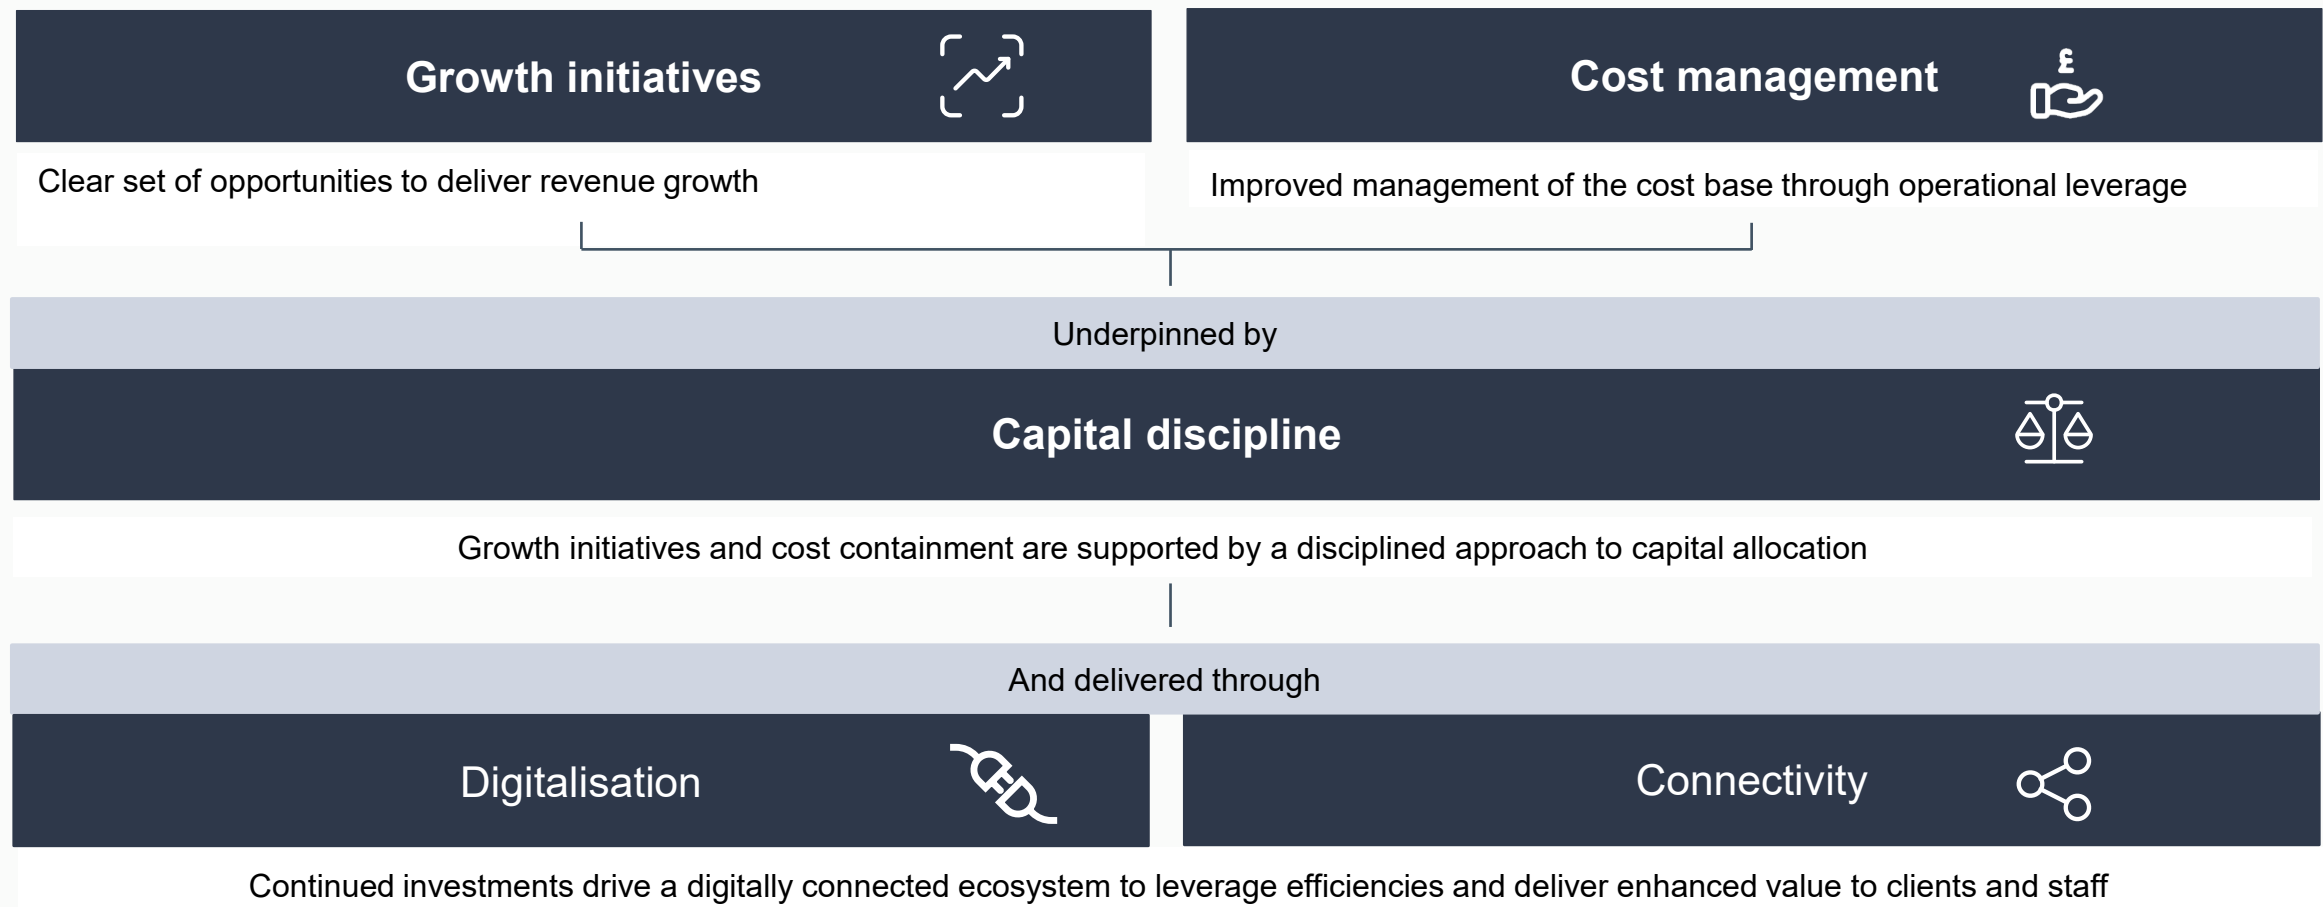 Growth initiatives
Cost management
£
Clear set of opportunities to deliver revenue growth
Improved management of the cost base through operational leverage
Underpinned by
Capital discipline
Growth initiatives and cost containment are supported by a disciplined approach to capital allocation
And delivered through
Digitalisation
Connectivity
Continued investments drive a digitally connected ecosystem to leverage efficiencies and deliver enhanced value to clients and staff